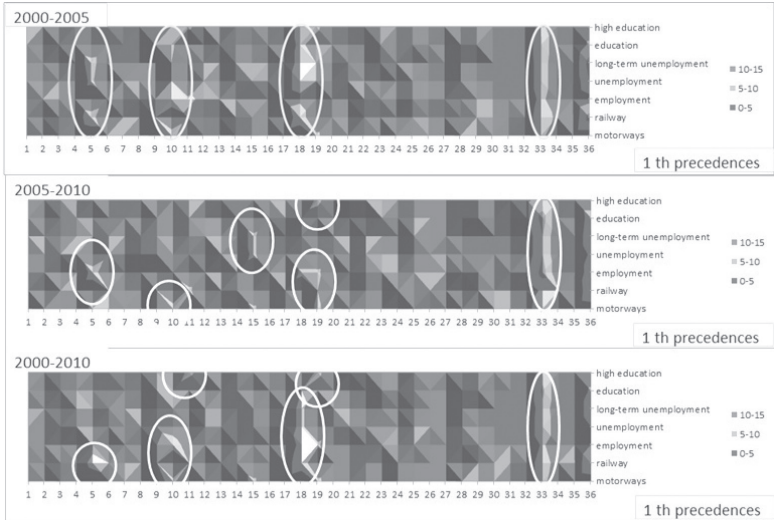 2000-2005
high education
education
long-term unemployment
unemployment
employment
railway
motorways
10-15
5-10
0-5
1 2 3 4 5 6 7 8 9 10 11 12 13 14 15 16 17 18 19 20 21 22 23 24 25 26 27 28 29 30 31 32 33 34 35 36
1 th precedences
2005-2010
high education
education
long-term unemployment
unemployment
employment
railway
motorways
10-15
5-10
0-5
1 2 3 4 5 6 7 8 9 10 11 12 13 14 15 16 17 18 19 20 21 22 23 24 25 26 27 28 29 30 31 32 33 34 35 36
1 th precedences
2000-2010
high education
education
long-term unemployment
unemployment
employment
railway
motorways
10-15
5-10
0-5
1 2 3 4 5 6 7 8 9 10 11 12 13 14 15 16 17 18 19 20 21 22 23 24 25 26 27 28 29 30 31 32 33 34 35 36
1 th precedences